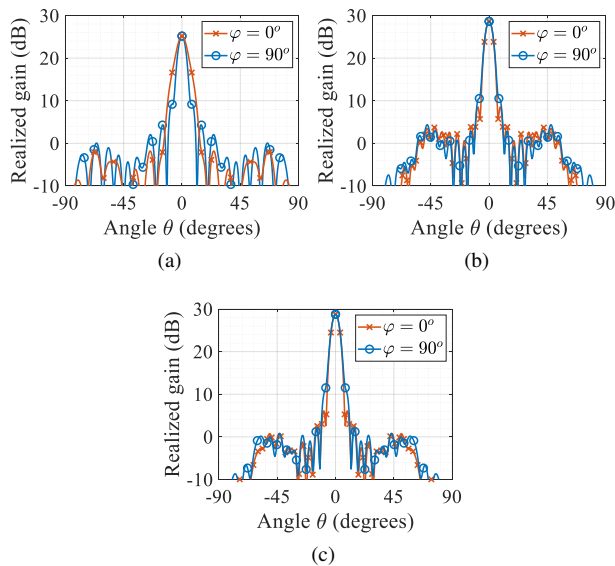 30
20
10
0
-10
Realized gain (dB)
φ = 0°
φ = 90°
-90 -45 0 45 90
Angle θ (degrees)
(a)
30
20
10
0
-10
Realized gain (dB)
φ = 0°
φ = 90°
-90 -45 0 45 90
Angle θ (degrees)
(b)
30
20
10
0
-10
Realized gain (dB)
φ = 0°
φ = 90°
-90 -45 0 45 90
Angle θ (degrees)
(c)